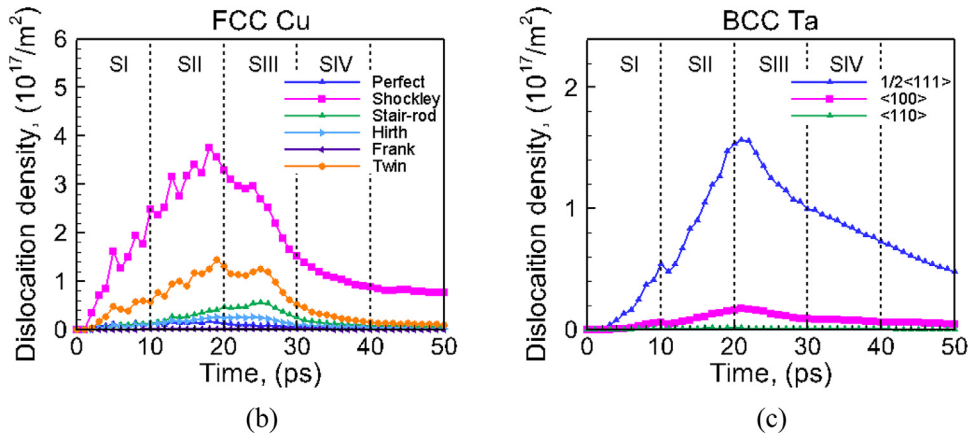 FCC Cu
Dislocaition density, (10¹⁷/m²)
6
5
4
3
2
1
0
SI SII SIII SIV
Perfect
Shockley
Stair-rod
Hirth
Frank
Twin
0 10 20 30 40 50
Time, (ps)
(b)
BCC Ta
Dislocaition density, (10¹⁷/m²)
2
1
0
SI SII SIII SIV
1/2<111>
<100>
<110>
0 10 20 30 40 50
Time, (ps)
(c)